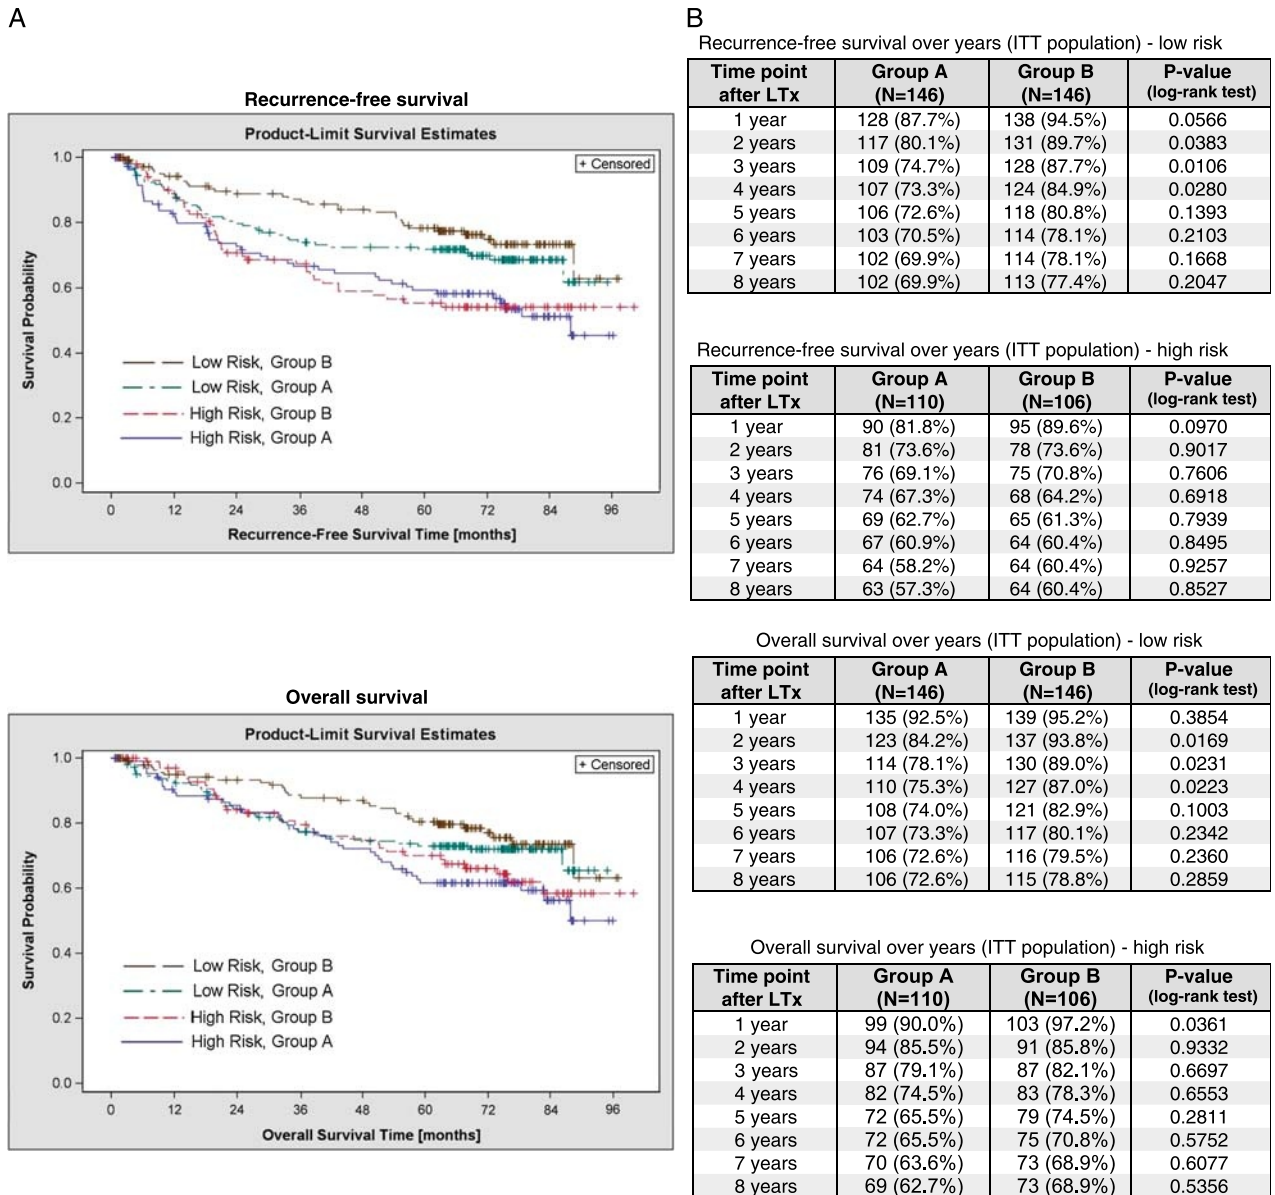 A
Recurrence-free survival
Product-Limit Survival Estimates
+ Censored
1.0
0.8
0.6
0.4
0.2
0.0
Survival Probability
Low Risk, Group B
Low Risk, Group A
High Risk, Group B
High Risk, Group A
0 12 24 36 48 60 72 84 96
Recurrence-Free Survival Time [months]
Overall survival
Product-Limit Survival Estimates
+ Censored
1.0
0.8
0.6
0.4
0.2
0.0
Survival Probability
Low Risk, Group B
Low Risk, Group A
High Risk, Group B
High Risk, Group A
0 12 24 36 48 60 72 84 96
Overall Survival Time [months]
B
Recurrence-free survival over years (ITT population) - low risk
Time point Group A Group B P-value
after LTx (N=146) (N=146) (log-rank test)
1 year 128 (87.7%) 138 (94.5%) 0.0566
2 years 117 (80.1%) 131 (89.7%) 0.0383
3 years 109 (74.7%) 128 (87.7%) 0.0106
4 years 107 (73.3%) 124 (84.9%) 0.0280
5 years 106 (72.6%) 118 (80.8%) 0.1393
6 years 103 (70.5%) 114 (78.1%) 0.2103
7 years 102 (69.9%) 114 (78.1%) 0.1668
8 years 102 (69.9%) 113 (77.4%) 0.2047
Recurrence-free survival over years (ITT population) - high risk
Time point Group A Group B P-value
after LTx (N=110) (N=106) (log-rank test)
1 year 90 (81.8%) 95 (89.6%) 0.0970
2 years 81 (73.6%) 78 (73.6%) 0.9017
3 years 76 (69.1%) 75 (70.8%) 0.7606
4 years 74 (67.3%) 68 (64.2%) 0.6918
5 years 69 (62.7%) 65 (61.3%) 0.7939
6 years 67 (60.9%) 64 (60.4%) 0.8495
7 years 64 (58.2%) 64 (60.4%) 0.9257
8 years 63 (57.3%) 64 (60.4%) 0.8527
Overall survival over years (ITT population) - low risk
Time point Group A Group B P-value
after LTx (N=146) (N=146) (log-rank test)
1 year 135 (92.5%) 139 (95.2%) 0.3854
2 years 123 (84.2%) 137 (93.8%) 0.0169
3 years 114 (78.1%) 130 (89.0%) 0.0231
4 years 110 (75.3%) 127 (87.0%) 0.0223
5 years 108 (74.0%) 121 (82.9%) 0.1003
6 years 107 (73.3%) 117 (80.1%) 0.2342
7 years 106 (72.6%) 116 (79.5%) 0.2360
8 years 106 (72.6%) 115 (78.8%) 0.2859
Overall survival over years (ITT population) - high risk
Time point Group A Group B P-value
after LTx (N=110) (N=106) (log-rank test)
1 year 99 (90.0%) 103 (97.2%) 0.0361
2 years 94 (85.5%) 91 (85.8%) 0.9332
3 years 87 (79.1%) 87 (82.1%) 0.6697
4 years 82 (74.5%) 83 (78.3%) 0.6553
5 years 72 (65.5%) 79 (74.5%) 0.2811
6 years 72 (65.5%) 75 (70.8%) 0.5752
7 years 70 (63.6%) 73 (68.9%) 0.6077
8 years 69 (62.7%) 73 (68.9%) 0.5356